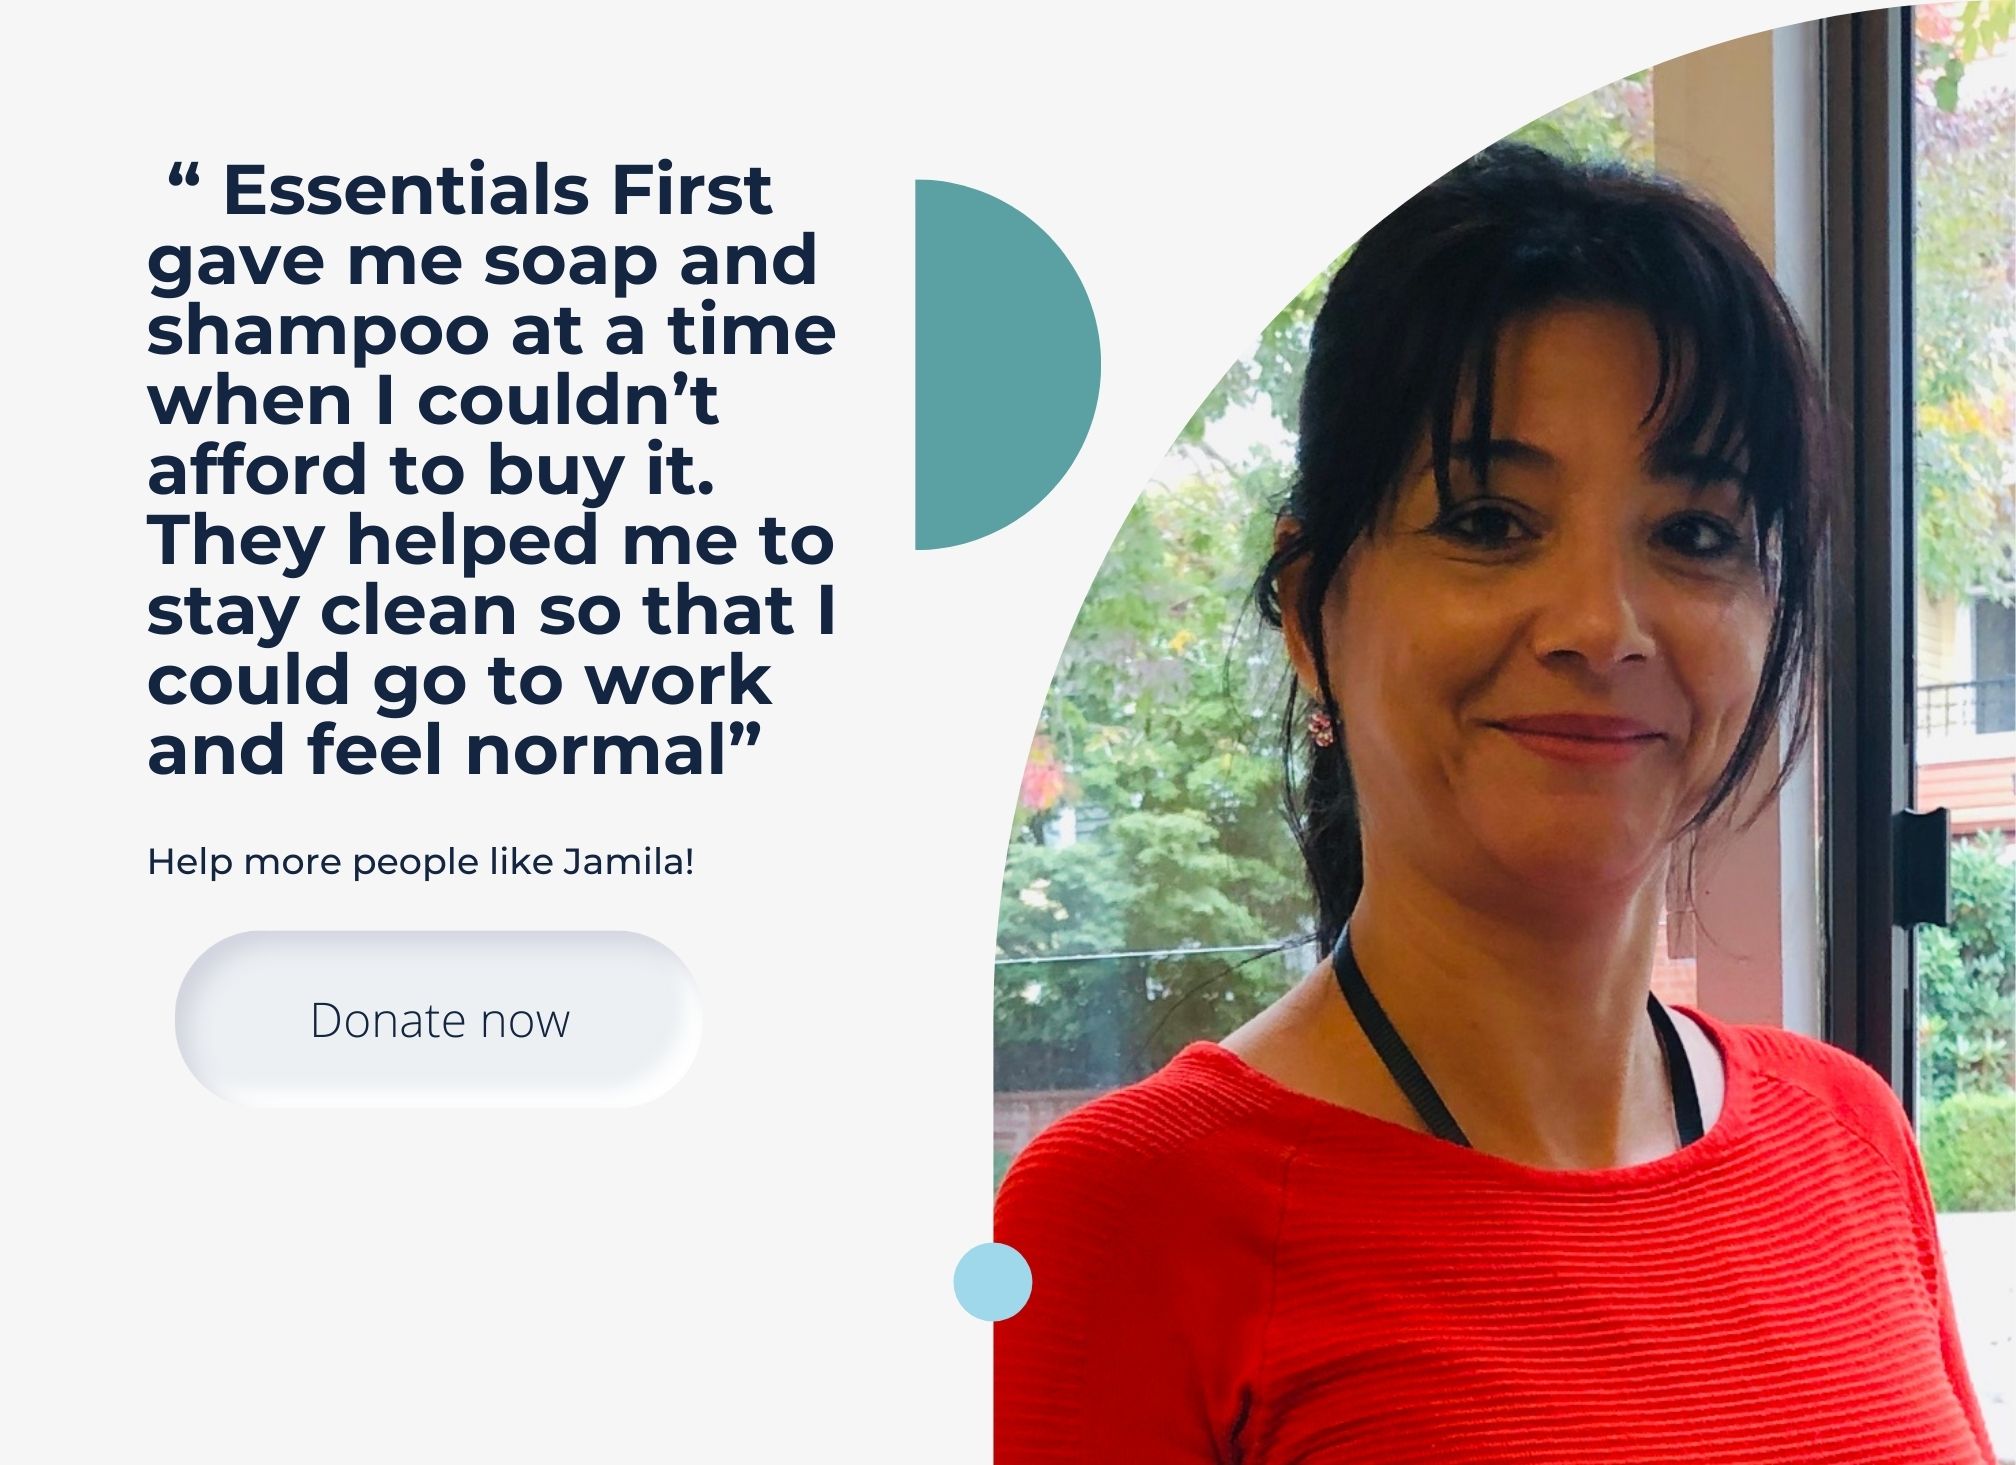 “ Essentials First
gave me soap and
shampoo at a time
when I couldn’t
afford to buy it.
They helped me to
stay clean so that I
could go to work
and feel normal”
Help more people like Jamila!
Donate now